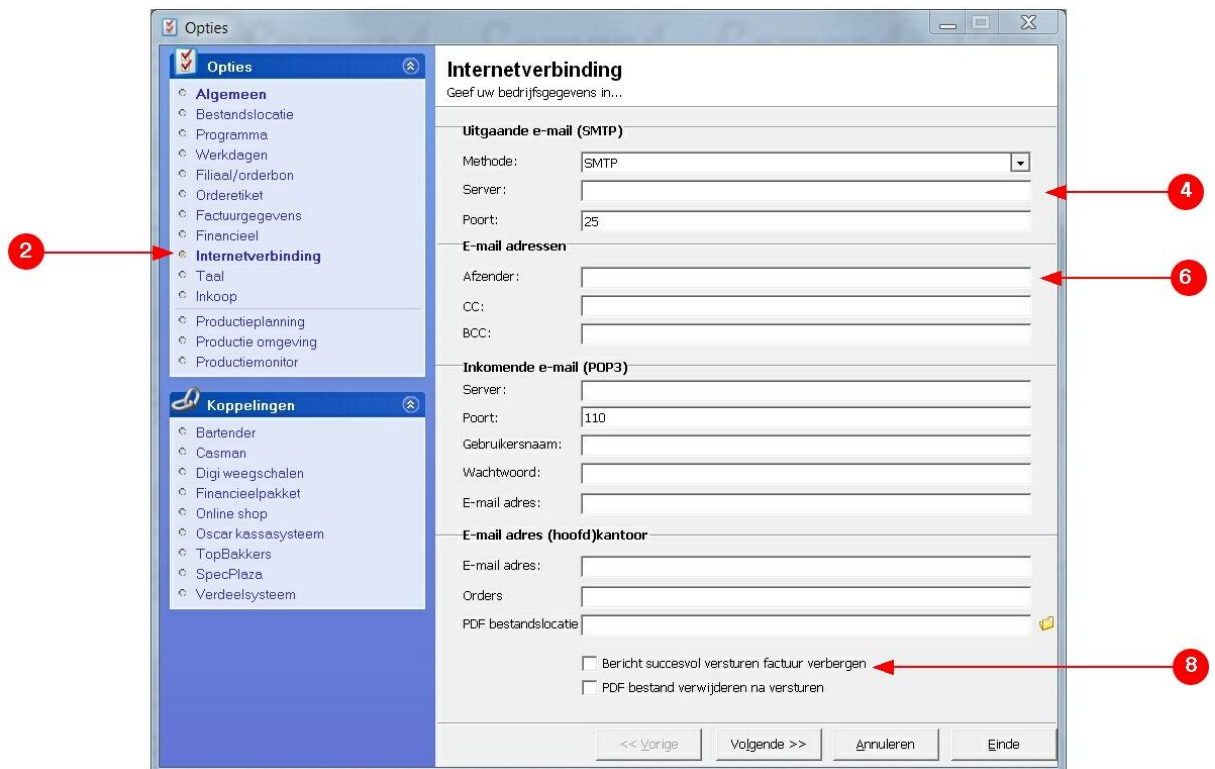 Opties
Opties
Algemeen
Bestandslocatie
Programma
Werkdagen
Filiaal/orderbon
Orderetiket
Factuurgegevens
Financieel
2
Internetverbinding
Taal
Inkoop
Productieplanning
Productie omgeving
Productiemonitor
Koppelingen
Bartender
Casman
Digi weegschalen
Financieelpakket
Online shop
Oscar kassasysteem
TopBakkers
SpecPlaza
Verdeelsysteem
Internetverbinding
Geef uw bedrijfsgegevens in...
Uitgaande e-mail (SMTP)
Methode: SMTP
Server: 4
Poort: 25
E-mail adressen
Afzender: 6
CC:
BCC:
Inkomende e-mail (POP3)
Server:
Poort: 110
Gebruikersnaam:
Wachtwoord:
E-mail adres:
E-mail adres (hoofd)kantoor
E-mail adres:
Orders
PDF bestandslocatie
Bericht succesvol versturen factuur verbergen 8
PDF bestand verwijderen na versturen
<< Vorige Volgende >> Annuleren Einde